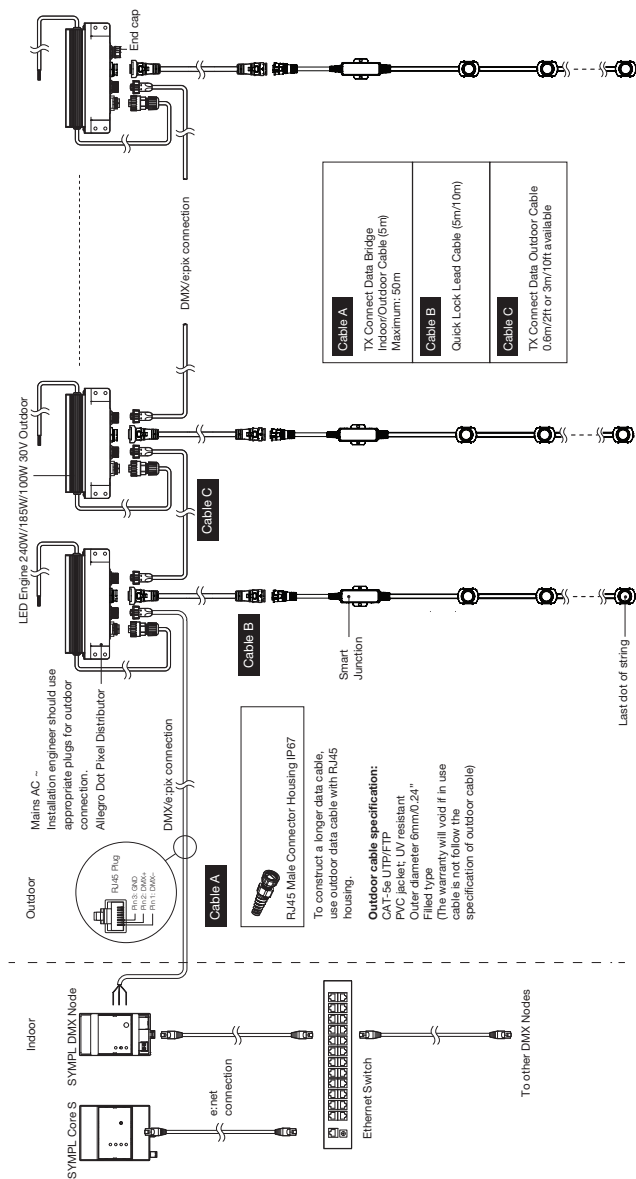 Indoor
Outdoor
SYMPL Core S
SYMPL DMX Node
e:net
connection
Ethernet Switch
To other DMX Nodes
RJ45 Plug
Pin3: GND
Pin2: DMX+
Pin1: DMX–
Cable A
DMX/e:pix connection
Mains AC ~
Installation engineer should use
appropriate plugs for outdoor
connection.
Allegro Dot Pixel Distributor
LED Engine 240W/185W/100W 30V Outdoor
RJ45 Male Connector Housing IP67
To construct a longer data cable,
use outdoor data cable with RJ45
housing.
Outdoor cable specification:
CAT-5e UTP/FTP
PVC jacket; UV resistant
Outer diameter 6mm/0.24"
Filled type
(The warranty will void if in use
cable is not follow the
specification of outdoor cable)
Cable B
Cable C
Smart
Junction
Last dot of string
DMX/e:pix connection
End cap
Cable A
TX Connect Data Bridge
Indoor/Outdoor Cable (5m)
Maximum: 50m
Cable B
Quick Lock Lead Cable (5m/10m)
Cable C
TX Connect Data Outdoor Cable
0.6m/2ft or 3m/10ft available